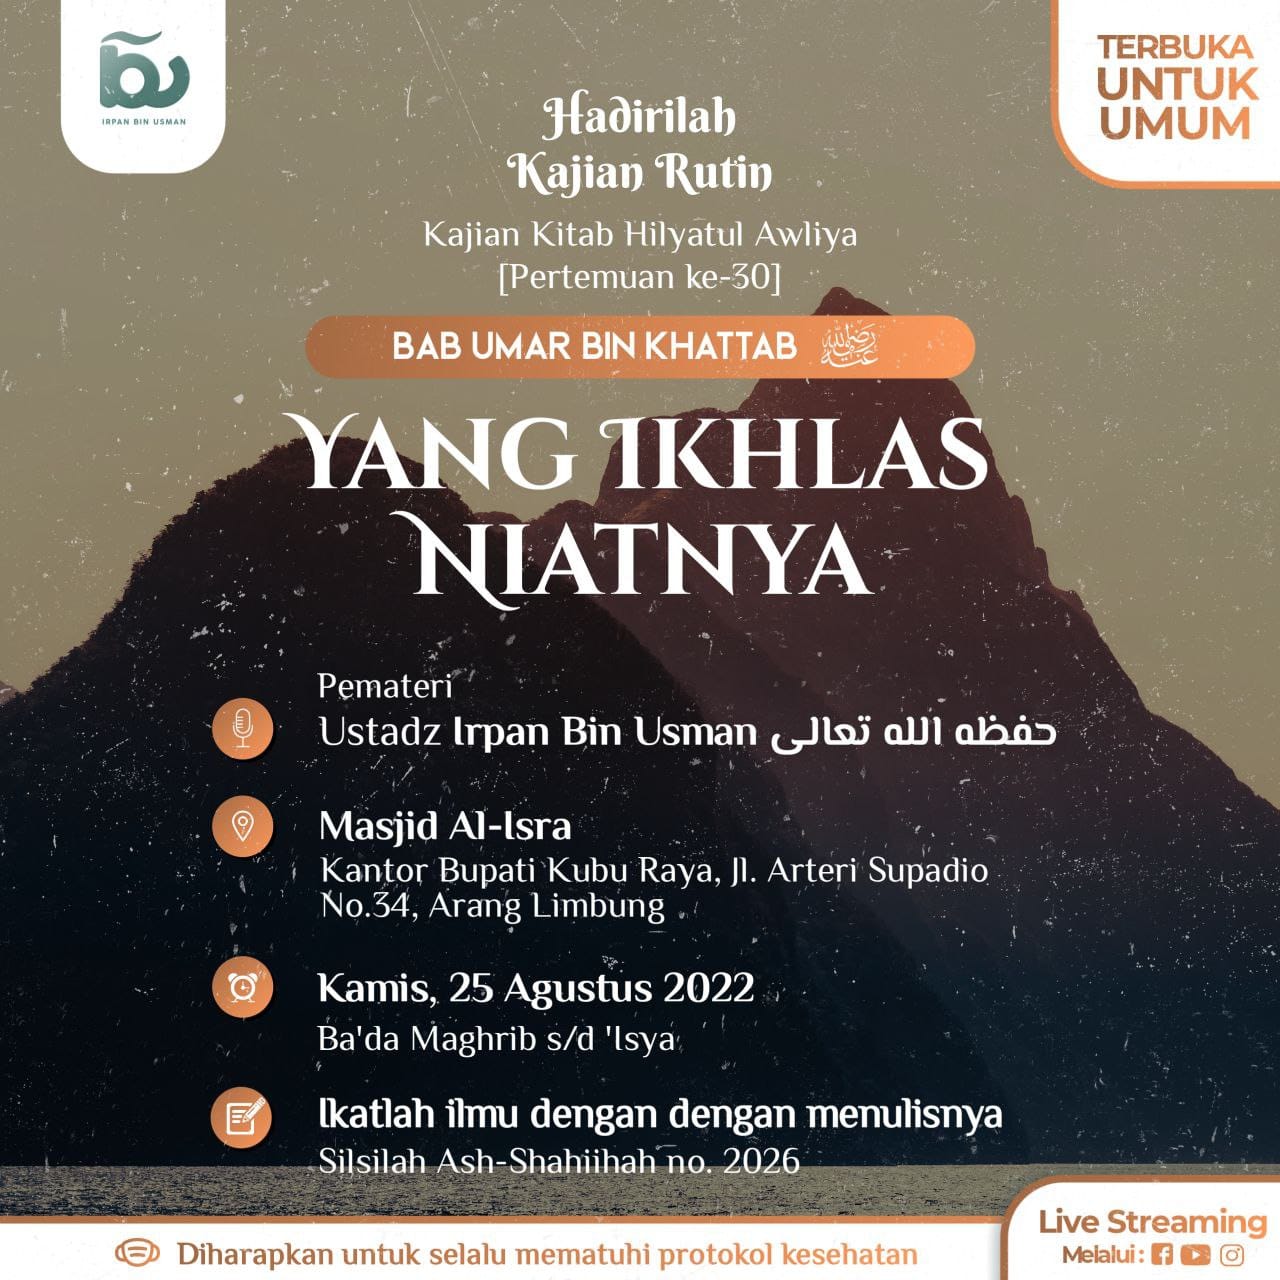 IRPAN BIN USMAN
TERBUKA
UNTUK
UMUM
Hadirilah
Kajian Rutin
Kajian Kitab Hilyatul Awliya
[Pertemuan ke-30]
BAB UMAR BIN KHATTAB رضي الله عنه
YANG IKHLAS
NIATNYA
Pemateri
Ustadz Irpan Bin Usman حفظه الله تعالى
Masjid Al-Isra
Kantor Bupati Kubu Raya, Jl. Arteri Supadio
No.34, Arang Limbung
Kamis, 25 Agustus 2022
Ba'da Maghrib s/d 'Isya
Ikatlah ilmu dengan dengan menulisnya
Silsilah Ash-Shahiihah no. 2026
Diharapkan untuk selalu mematuhi protokol kesehatan
Live Streaming
Melalui :